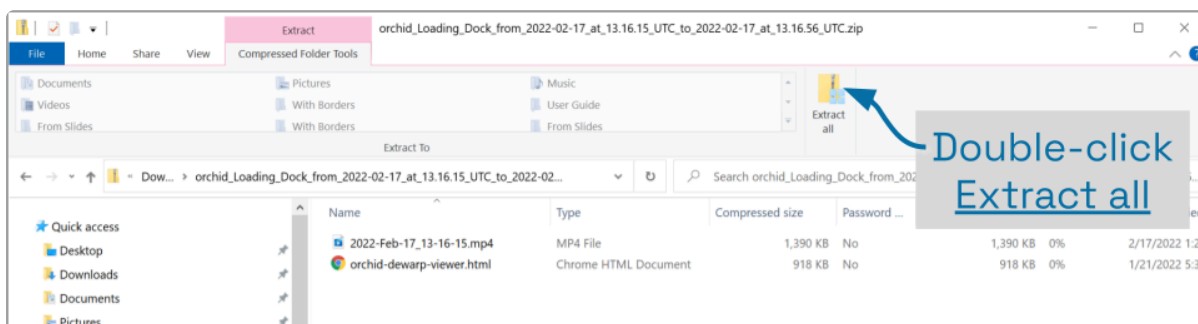 Extract
orchid_Loading_Dock_from_2022-02-17_at_13.16.15_UTC_to_2022-02-17_at_13.16.56_UTC.zip
File Home Share View Compressed Folder Tools
Documents Pictures Music
Videos With Borders User Guide
From Slides With Borders From Slides
Extract all
Extract To
Double-click
Extract all
Dow... orchid_Loading_Dock_from_2022-02-17_at_13.16.15_UTC_to_2022-02... Search orchid_Loading_Dock_from_202
Name Type Compressed size Password ...
Quick access
Desktop
Downloads
Documents
Pictures
2022-Feb-17_13-16-15.mp4 MP4 File 1,390 KB No 1,390 KB 0% 2/17/2022 1:2
orchid-dewarp-viewer.html Chrome HTML Document 918 KB No 918 KB 0% 1/21/2022 5:3